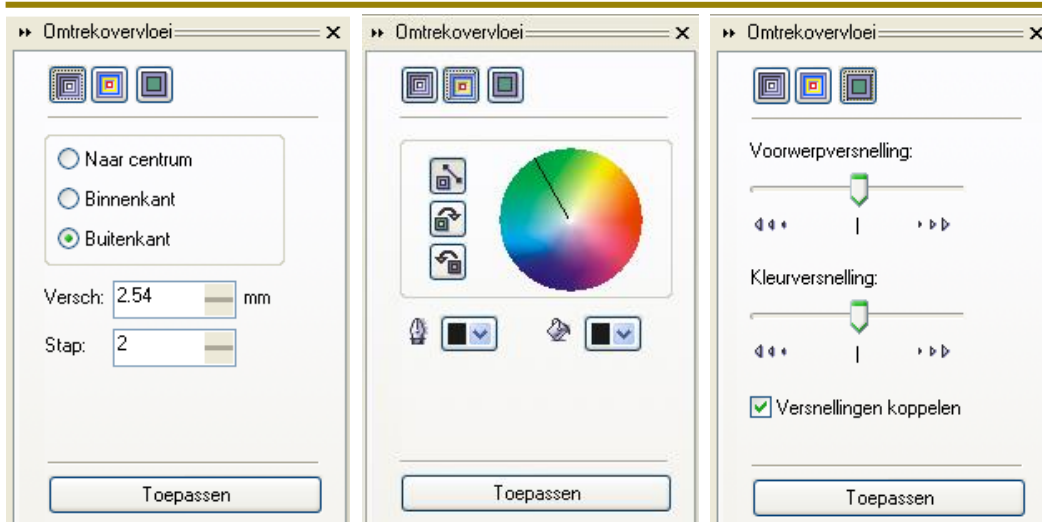 Omtrekovervloei
Naar centrum
Binnenkant
Buitenkant
Versch: 2.54 mm
Stap: 2
Toepassen
Omtrekovervloei
Toepassen
Omtrekovervloei
Voorwerpversnelling:
Kleurversnelling:
Versnellingen koppelen
Toepassen